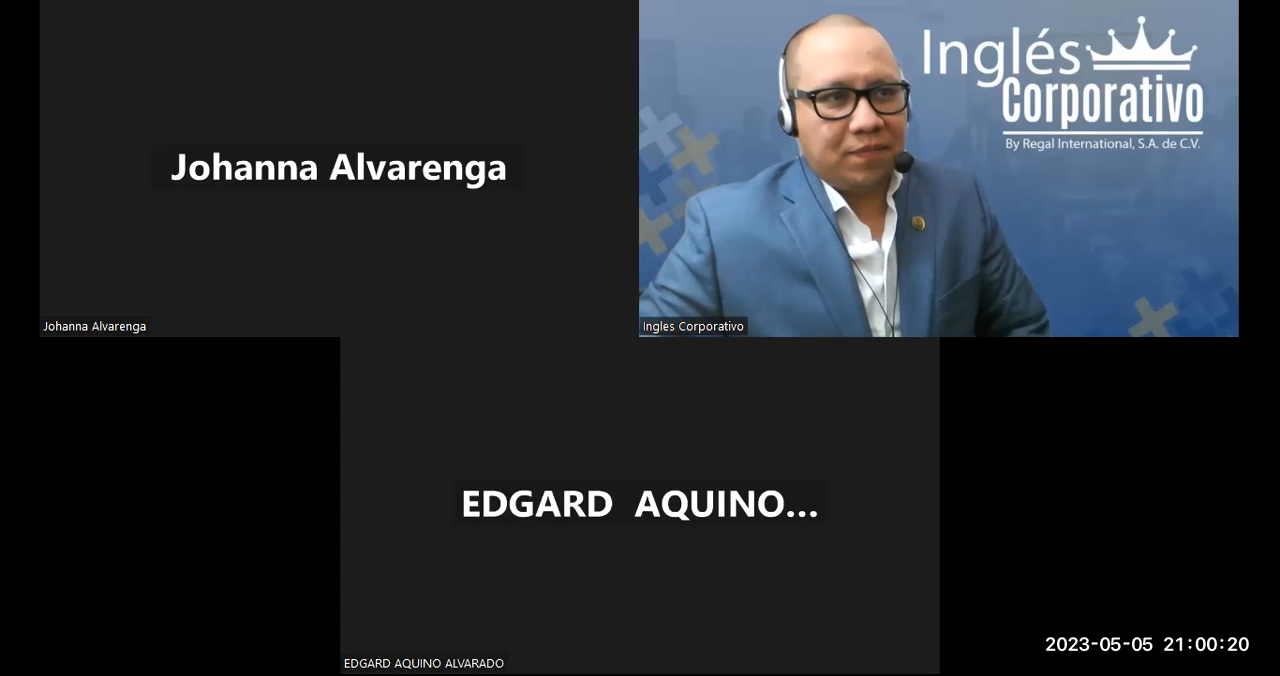 Johanna Alvarenga
Johanna Alvarenga
Inglés
Corporativo
By Regal International, S.A. de C.V.
Ingles Corporativo
EDGARD AQUINO...
EDGARD AQUINO ALVARADO
2023-05-05 21:00:20